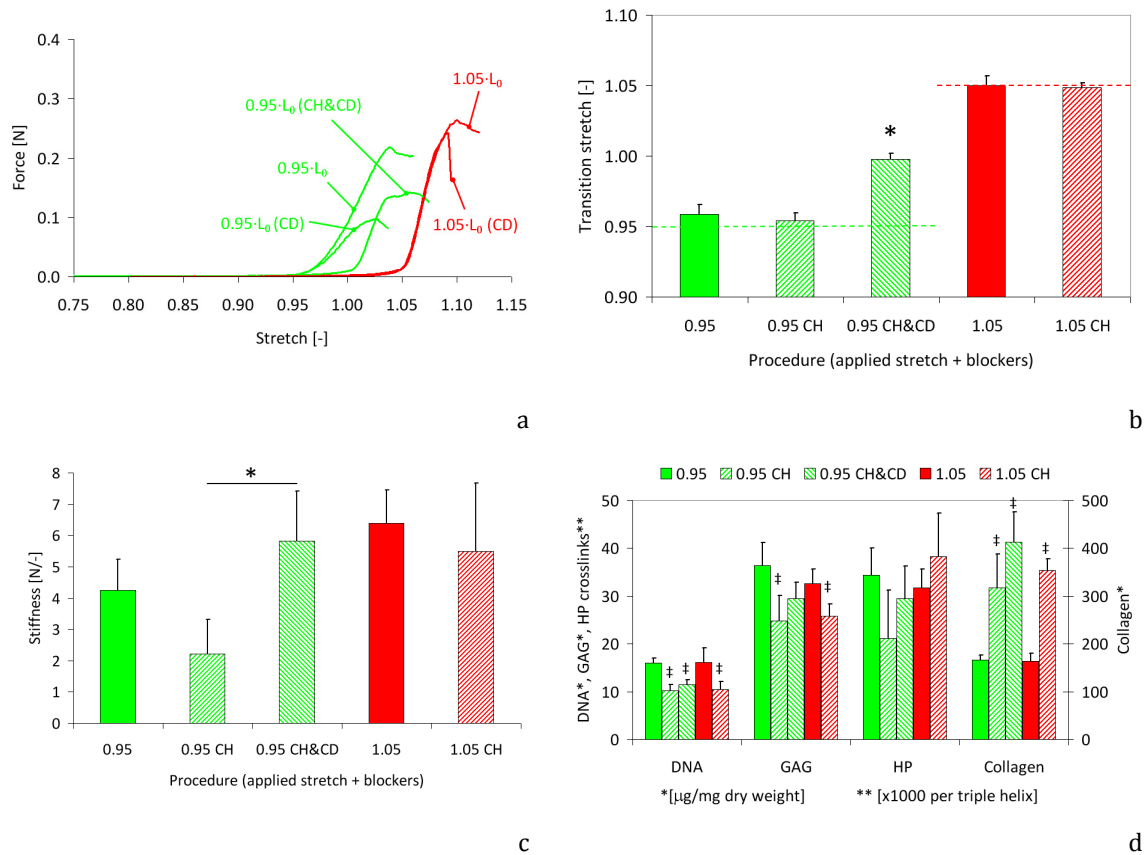 0.4
0.3
0.2
0.1
0.0
Force [N]
1.05·L₀
0.95·L₀ (CH&CD)
0.95·L₀
0.95·L₀ (CD)
1.05·L₀ (CD)
0.75 0.80 0.85 0.90 0.95 1.00 1.05 1.10 1.15
Stretch [-]
a
1.10
1.05
1.00
0.95
0.90
Transition stretch [-]
*
0.95 0.95 CH 0.95 CH&CD 1.05 1.05 CH
Procedure (applied stretch + blockers)
b
8
7
6
5
4
3
2
1
0
Stiffness [N/-]
*
0.95 0.95 CH 0.95 CH&CD 1.05 1.05 CH
Procedure (applied stretch + blockers)
c
0.95 0.95 CH 0.95 CH&CD 1.05 1.05 CH
50
40
30
20
10
0
DNA*, GAG*, HP crosslinks**
500
400
300
200
100
0
Collagen*
‡ ‡ ‡ ‡ ‡ ‡ ‡ ‡
DNA GAG HP Collagen
*[µg/mg dry weight] ** [x1000 per triple helix]
d